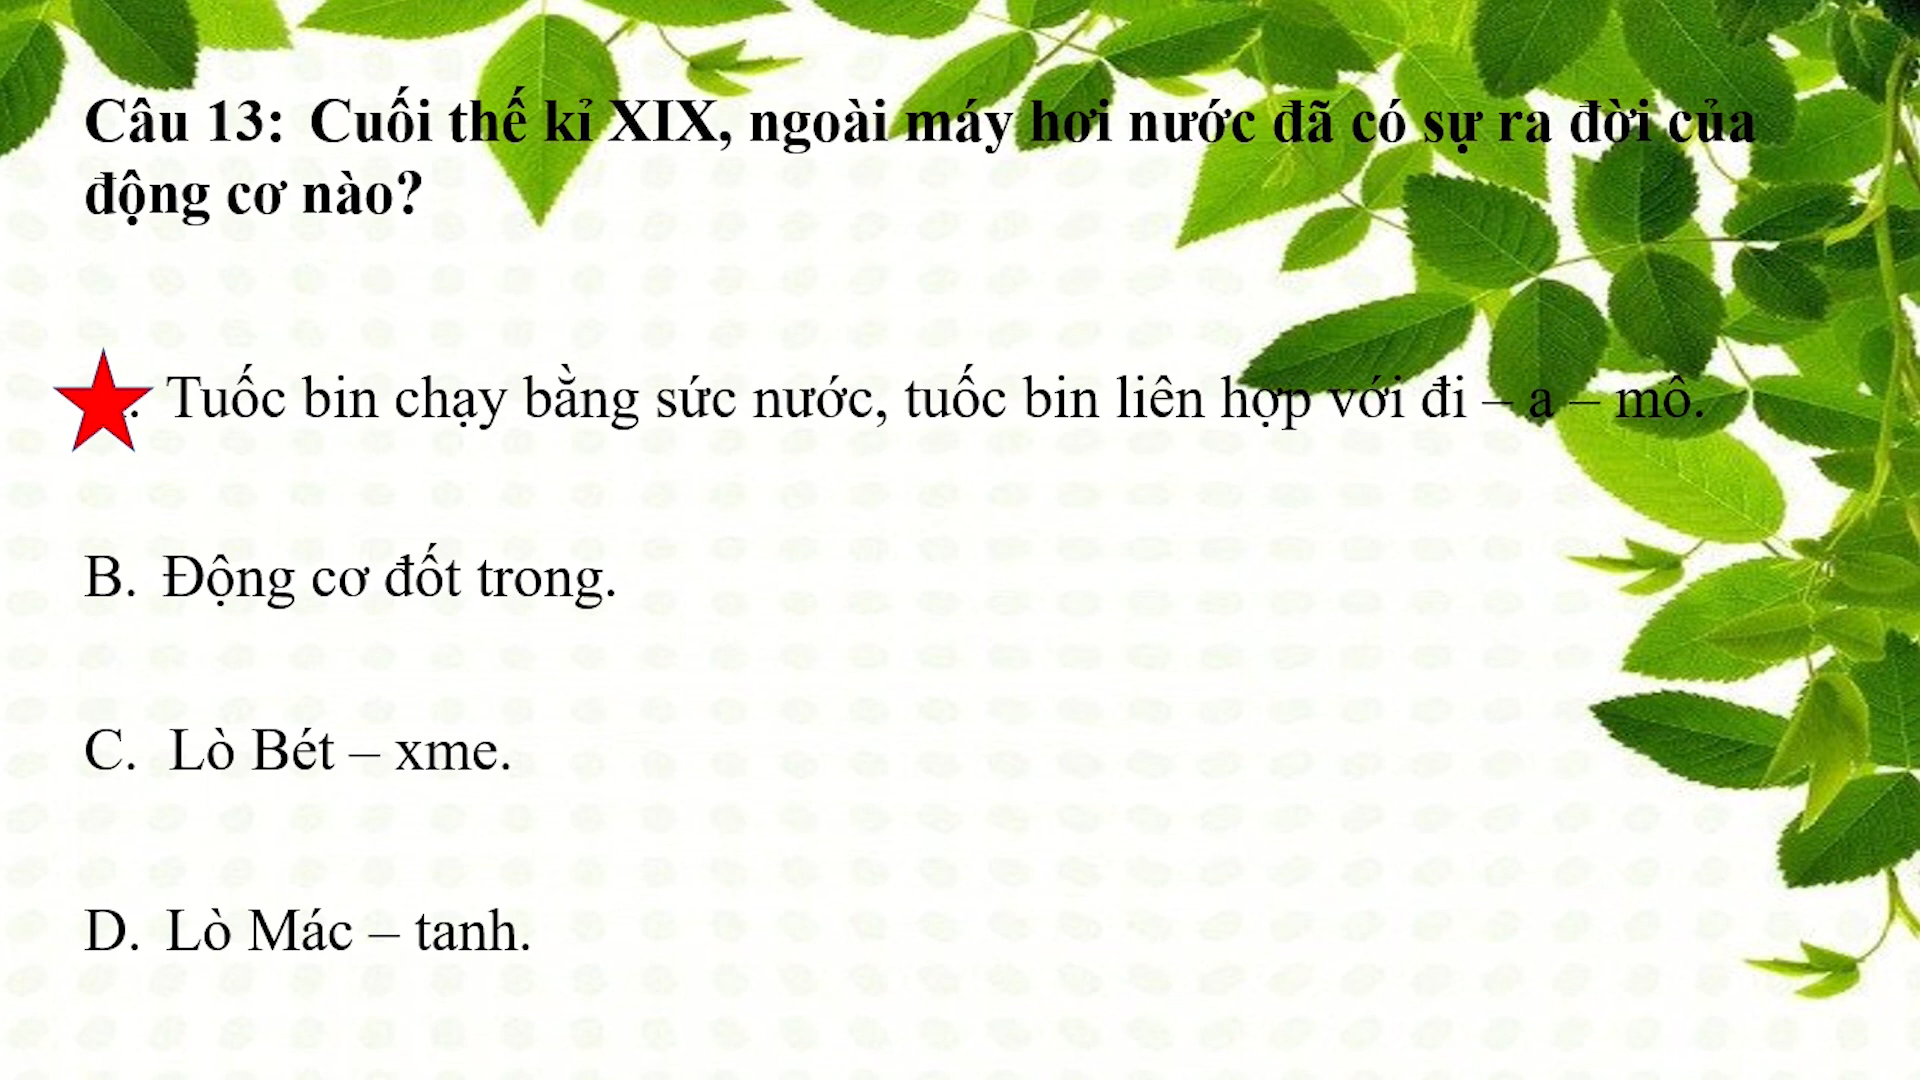 Câu 13: Cuối thế kỉ XIX, ngoài máy hơi nước đã có sự ra đời của
động cơ nào?
. Tuốc bin chạy bằng sức nước, tuốc bin liên hợp với đi – a – mô.
B. Động cơ đốt trong.
C. Lò Bét – xme.
D. Lò Mác – tanh.